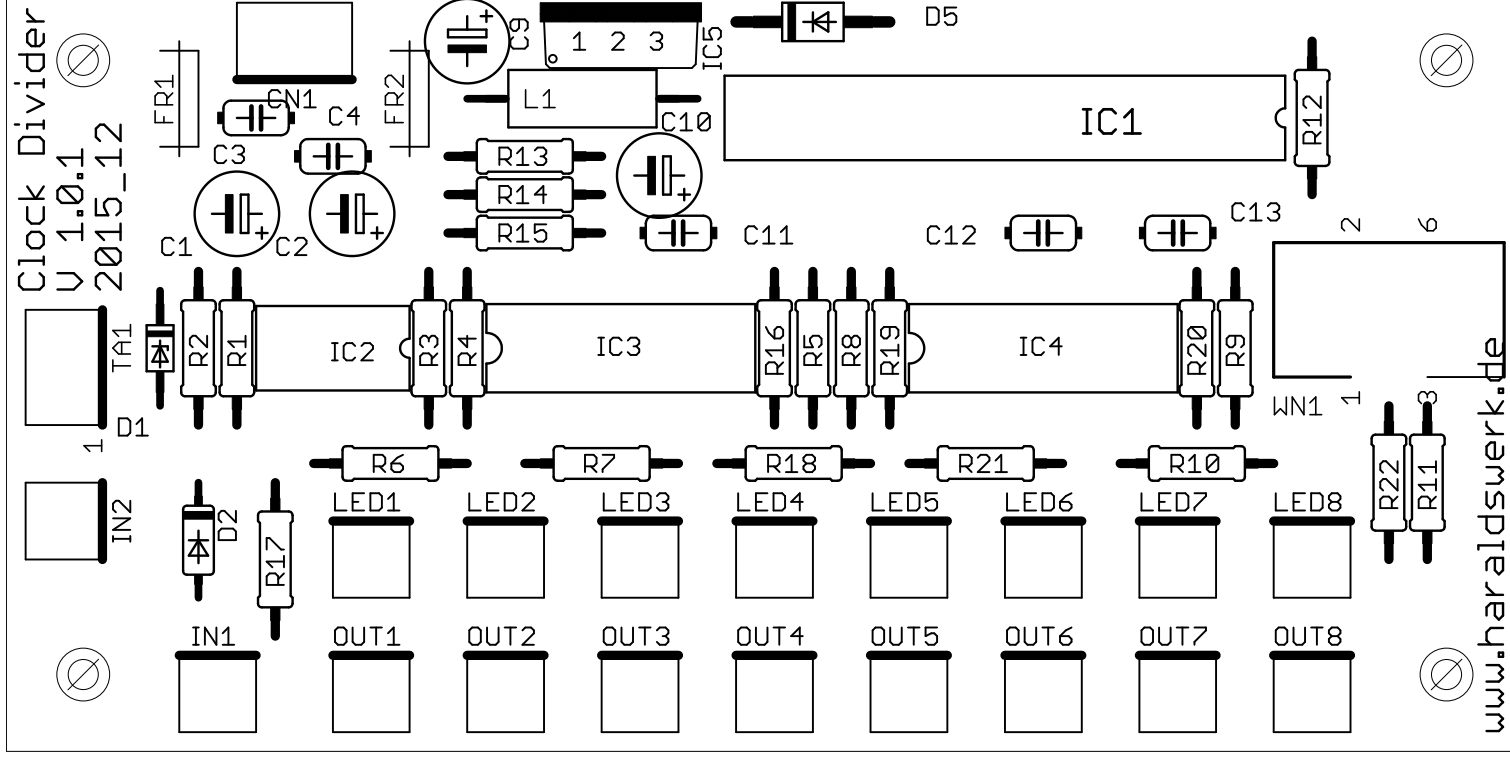 Clock Divider
V 1.0.1
2015_12
FR1
CN1
C4
C3
FR2
C9
1 2 3
IC5
D5
L1
C10
IC1
R12
R13
R14
R15
C1
C2
C11
C12
C13
2
6
TA1
1
D1
R2
R1
IC2
R3
R4
IC3
R16
R5
R8
R19
IC4
R20
R9
WN1
1
3
R6
R7
R18
R21
R10
R22
R11
IN2
D2
R17
LED1
LED2
LED3
LED4
LED5
LED6
LED7
LED8
IN1
OUT1
OUT2
OUT3
OUT4
OUT5
OUT6
OUT7
OUT8
www.haraldswerk.de